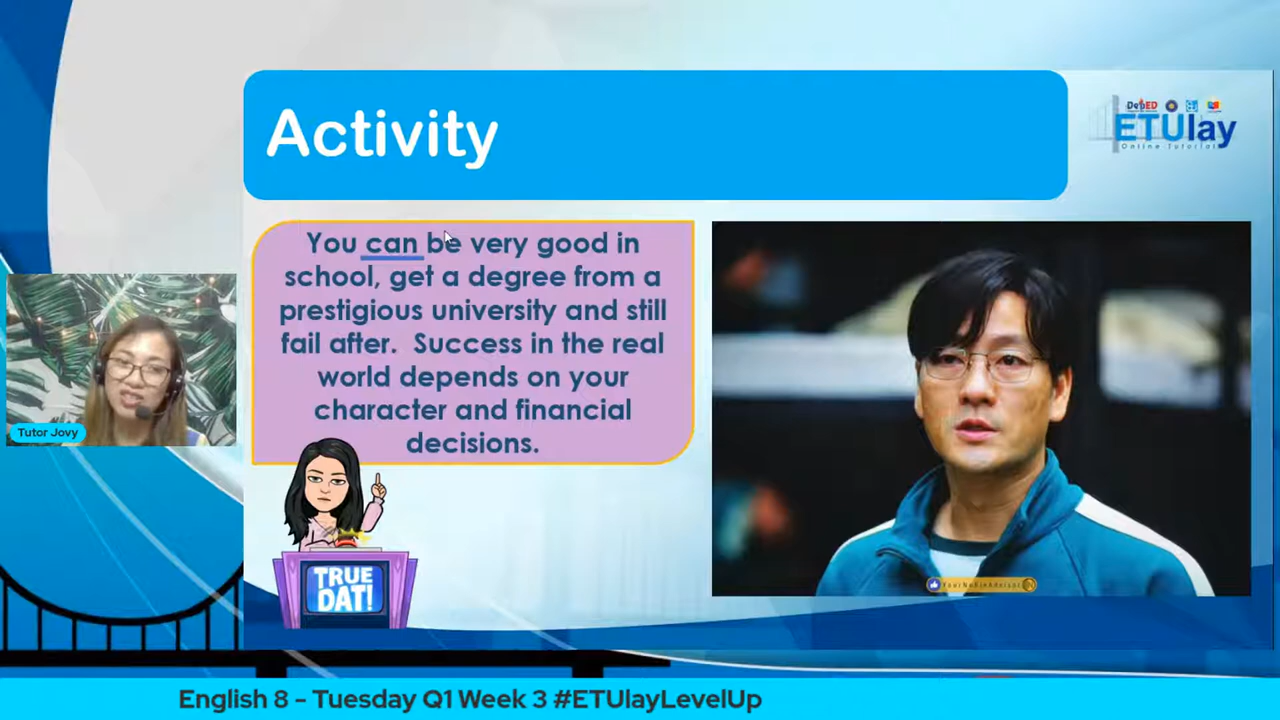 Activity
DepED
ETUlay
Online Tutorial
You can be very good in
school, get a degree from a
prestigious university and still
fail after. Success in the real
world depends on your
character and financial
decisions.
Tutor Jovy
TRUE
DAT!
English 8 - Tuesday Q1 Week 3 #ETUlayLevelUp